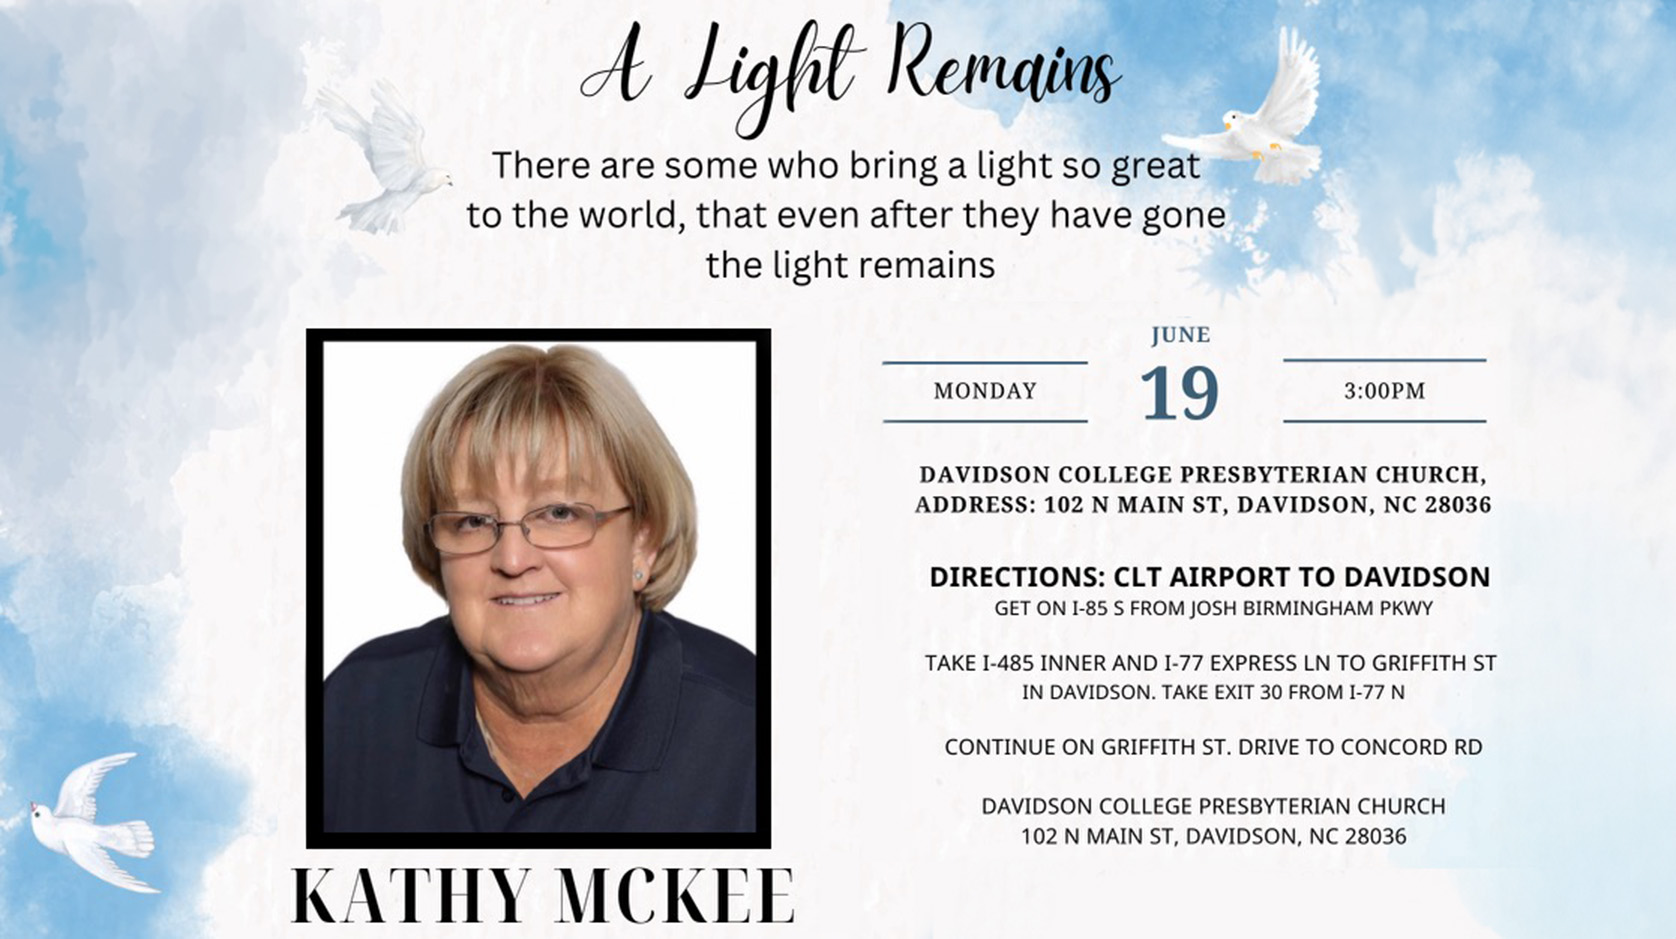 A Light Remains
There are some who bring a light so great
to the world, that even after they have gone
the light remains
JUNE
MONDAY 19 3:00PM
DAVIDSON COLLEGE PRESBYTERIAN CHURCH,
ADDRESS: 102 N MAIN ST, DAVIDSON, NC 28036
DIRECTIONS: CLT AIRPORT TO DAVIDSON
GET ON I-85 S FROM JOSH BIRMINGHAM PKWY
TAKE I-485 INNER AND I-77 EXPRESS LN TO GRIFFITH ST
IN DAVIDSON. TAKE EXIT 30 FROM I-77 N
CONTINUE ON GRIFFITH ST. DRIVE TO CONCORD RD
DAVIDSON COLLEGE PRESBYTERIAN CHURCH
102 N MAIN ST, DAVIDSON, NC 28036
KATHY MCKEE